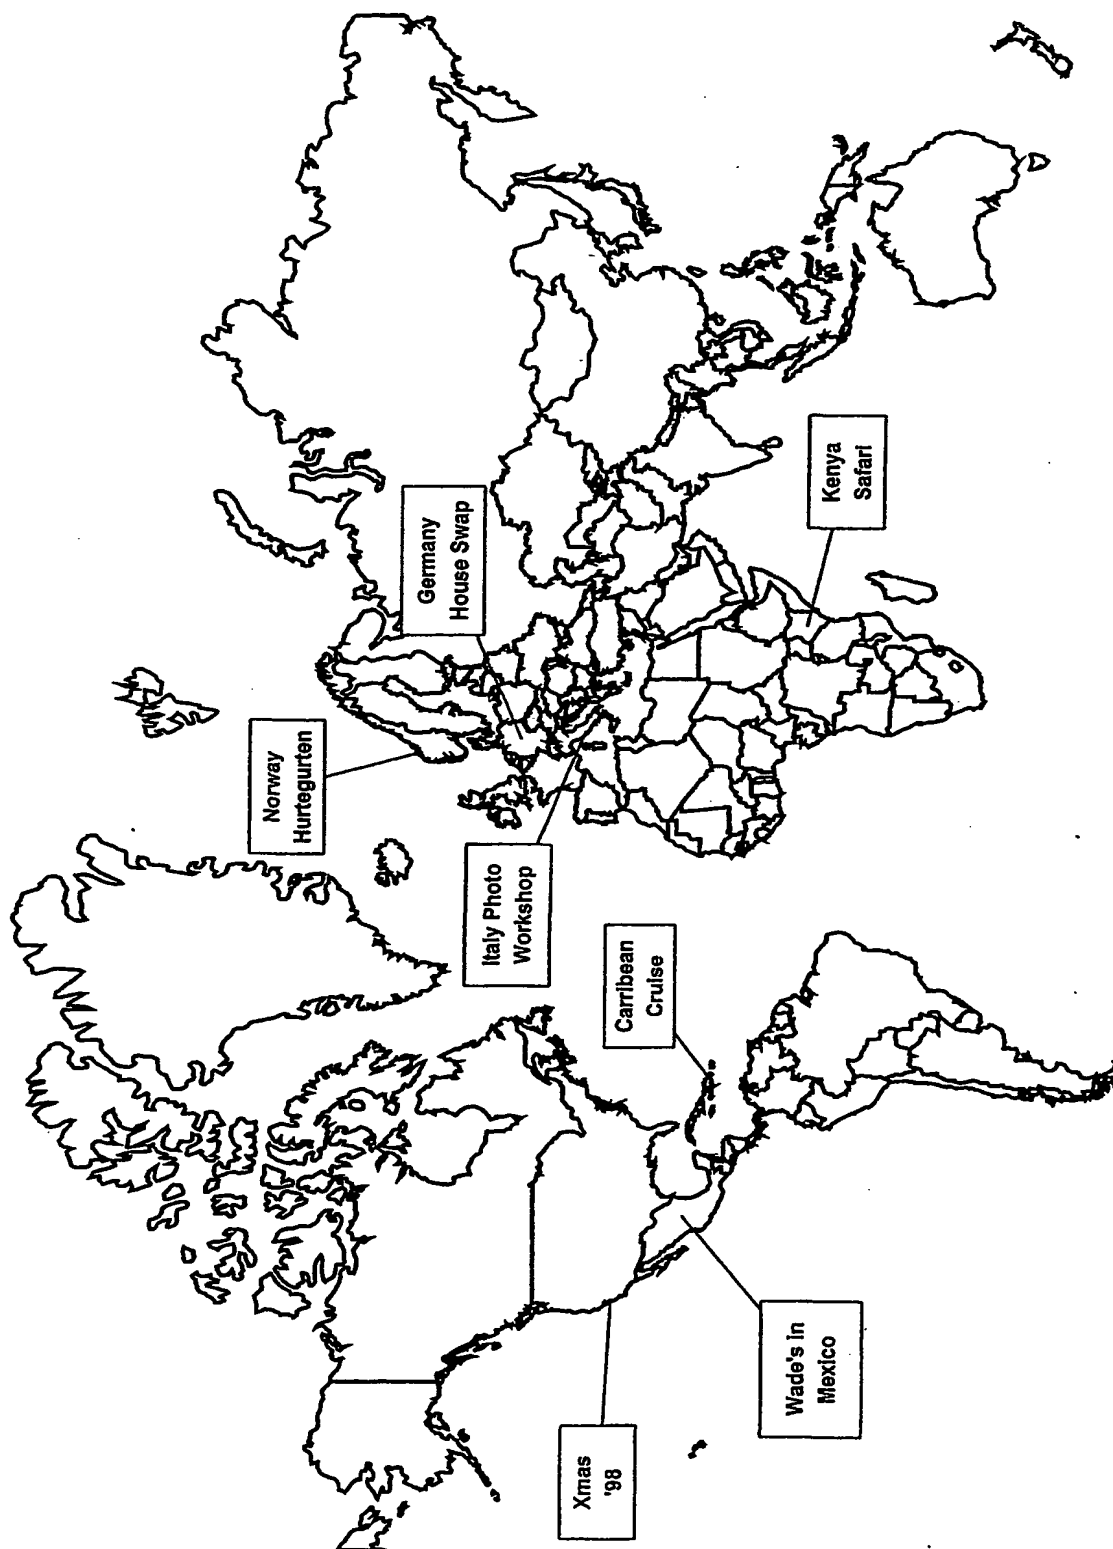 Norway
Hurtegurten
Germany
House Swap
Italy Photo
Workshop
Carribean
Cruise
Kenya
Safari
Xmas
'98
Wade's in
Mexico